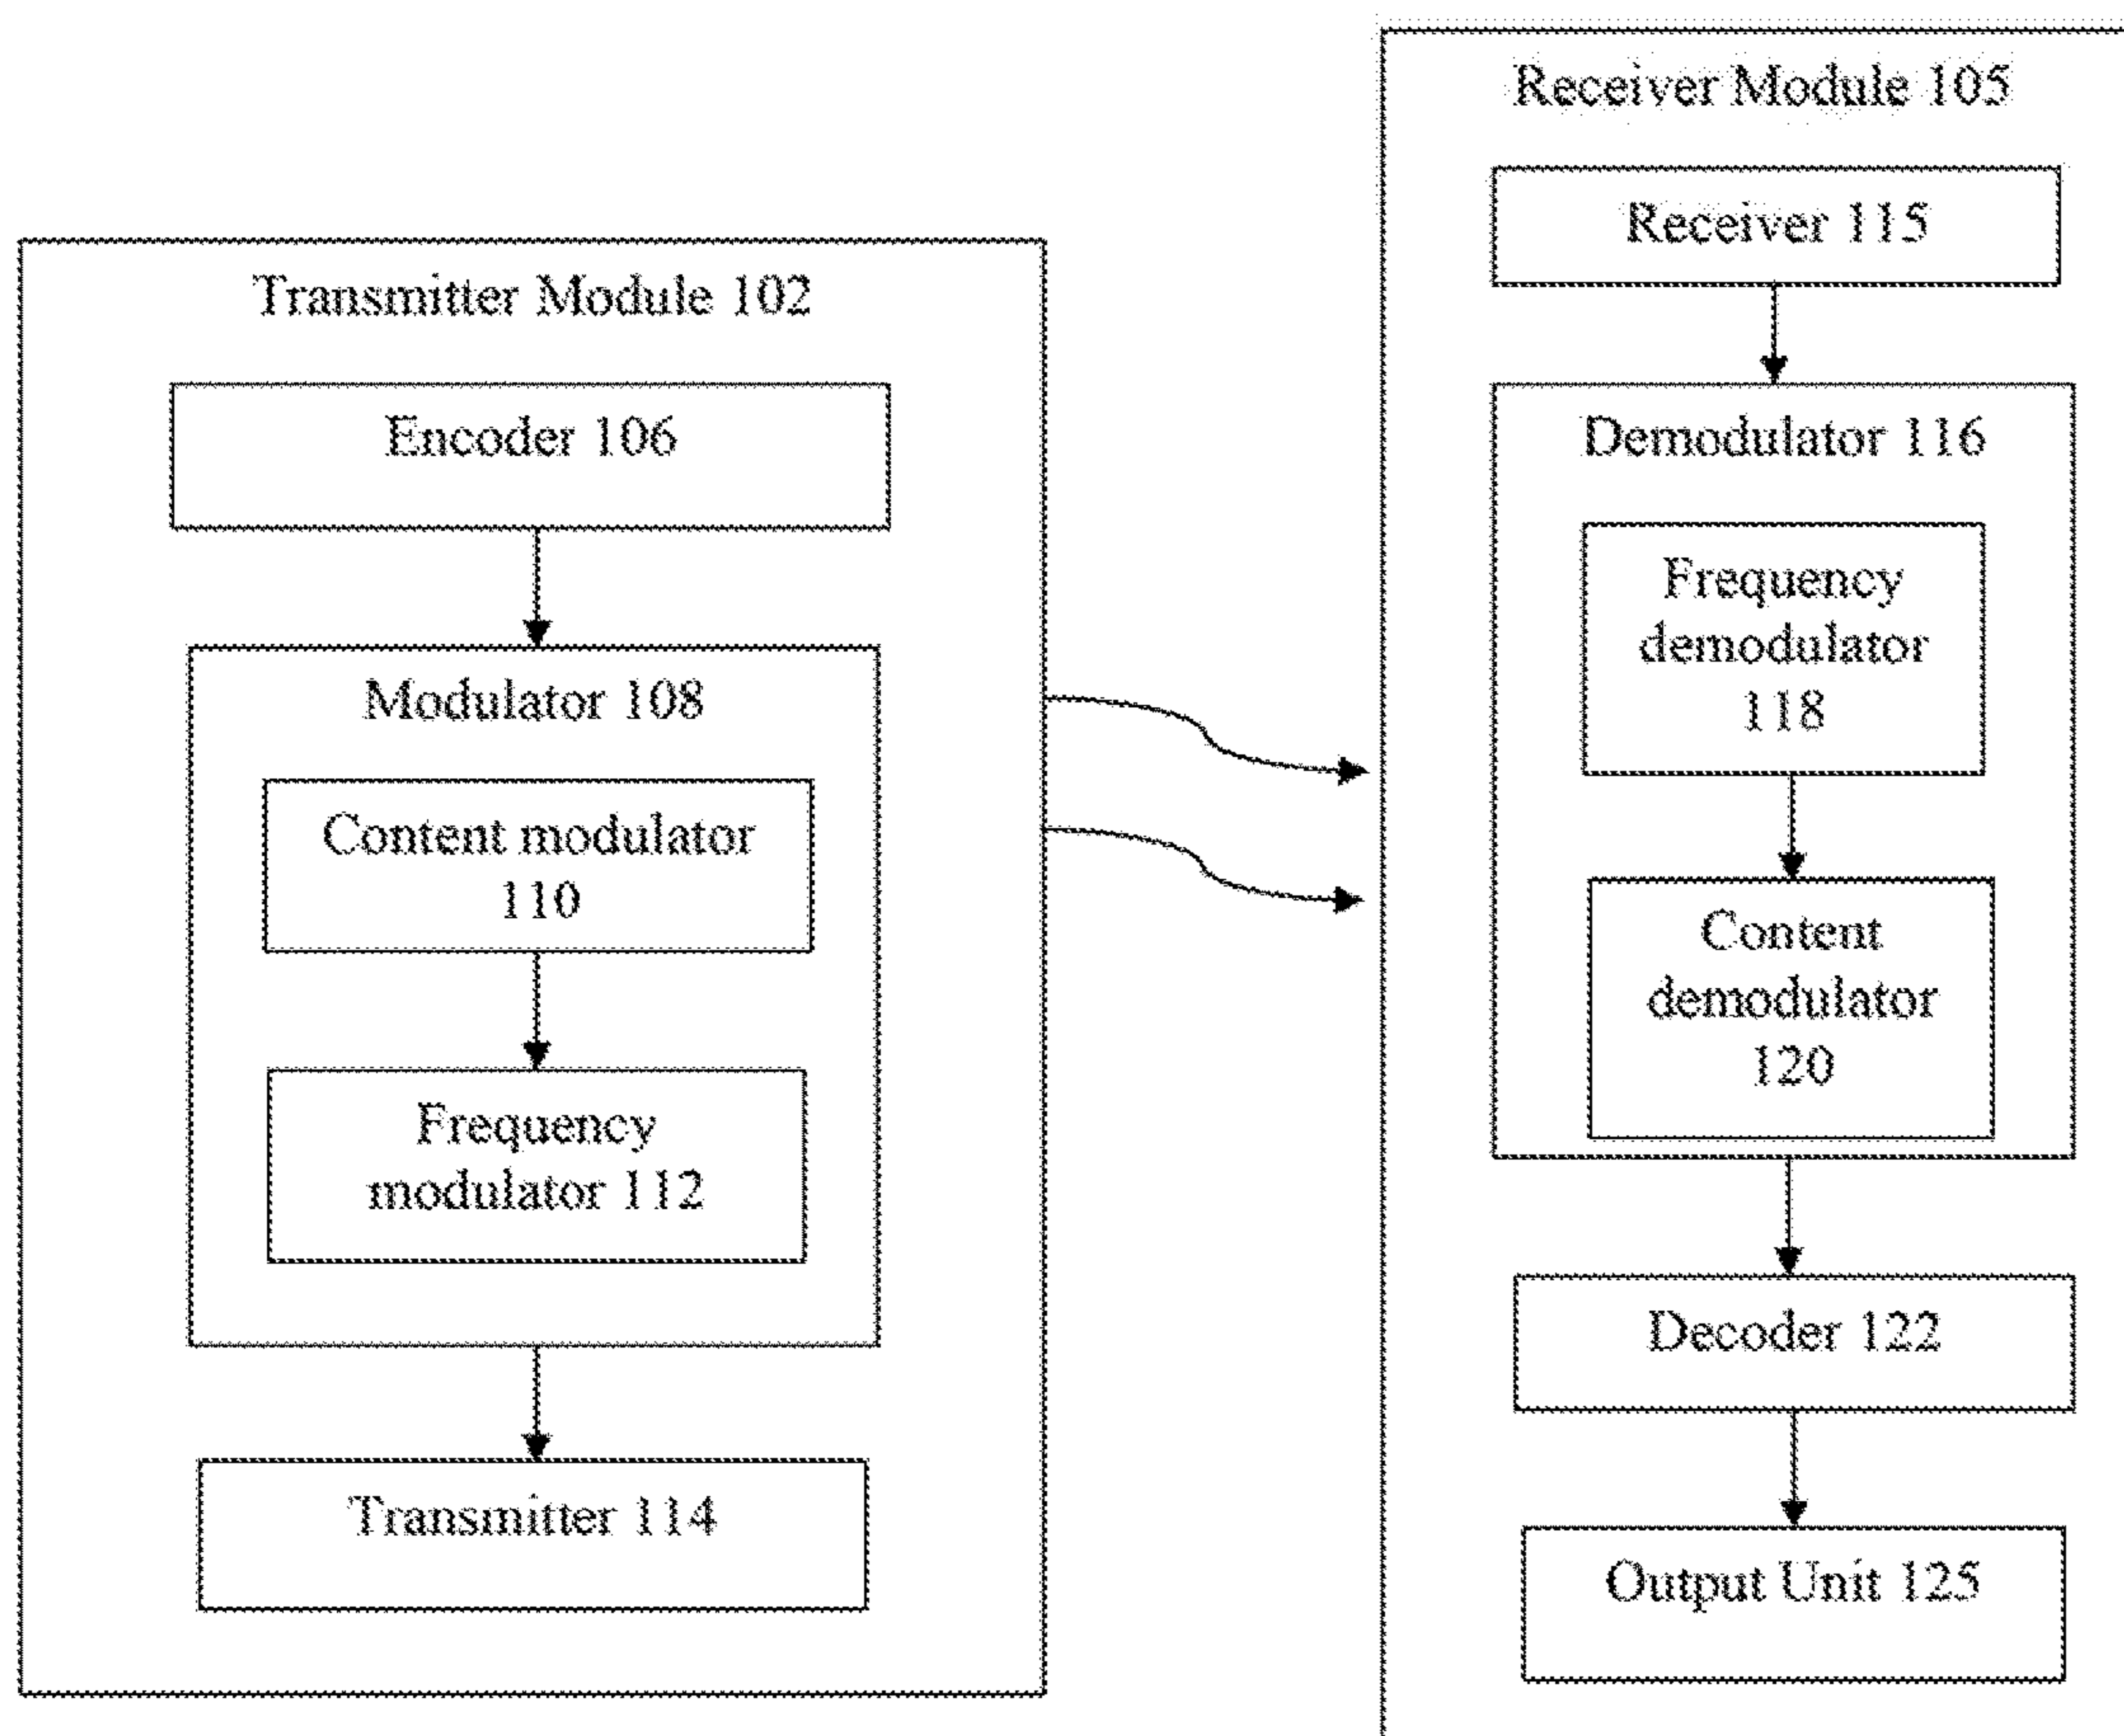 Transmitter Module 102
Encoder 106
Modulator 108
Content modulator
110
Frequency
modulator 112
Transmitter 114
Receiver Module 105
Receiver 115
Demodulator 116
Frequency
demodulator
118
Content
demodulator
120
Decoder 122
Output Unit 125